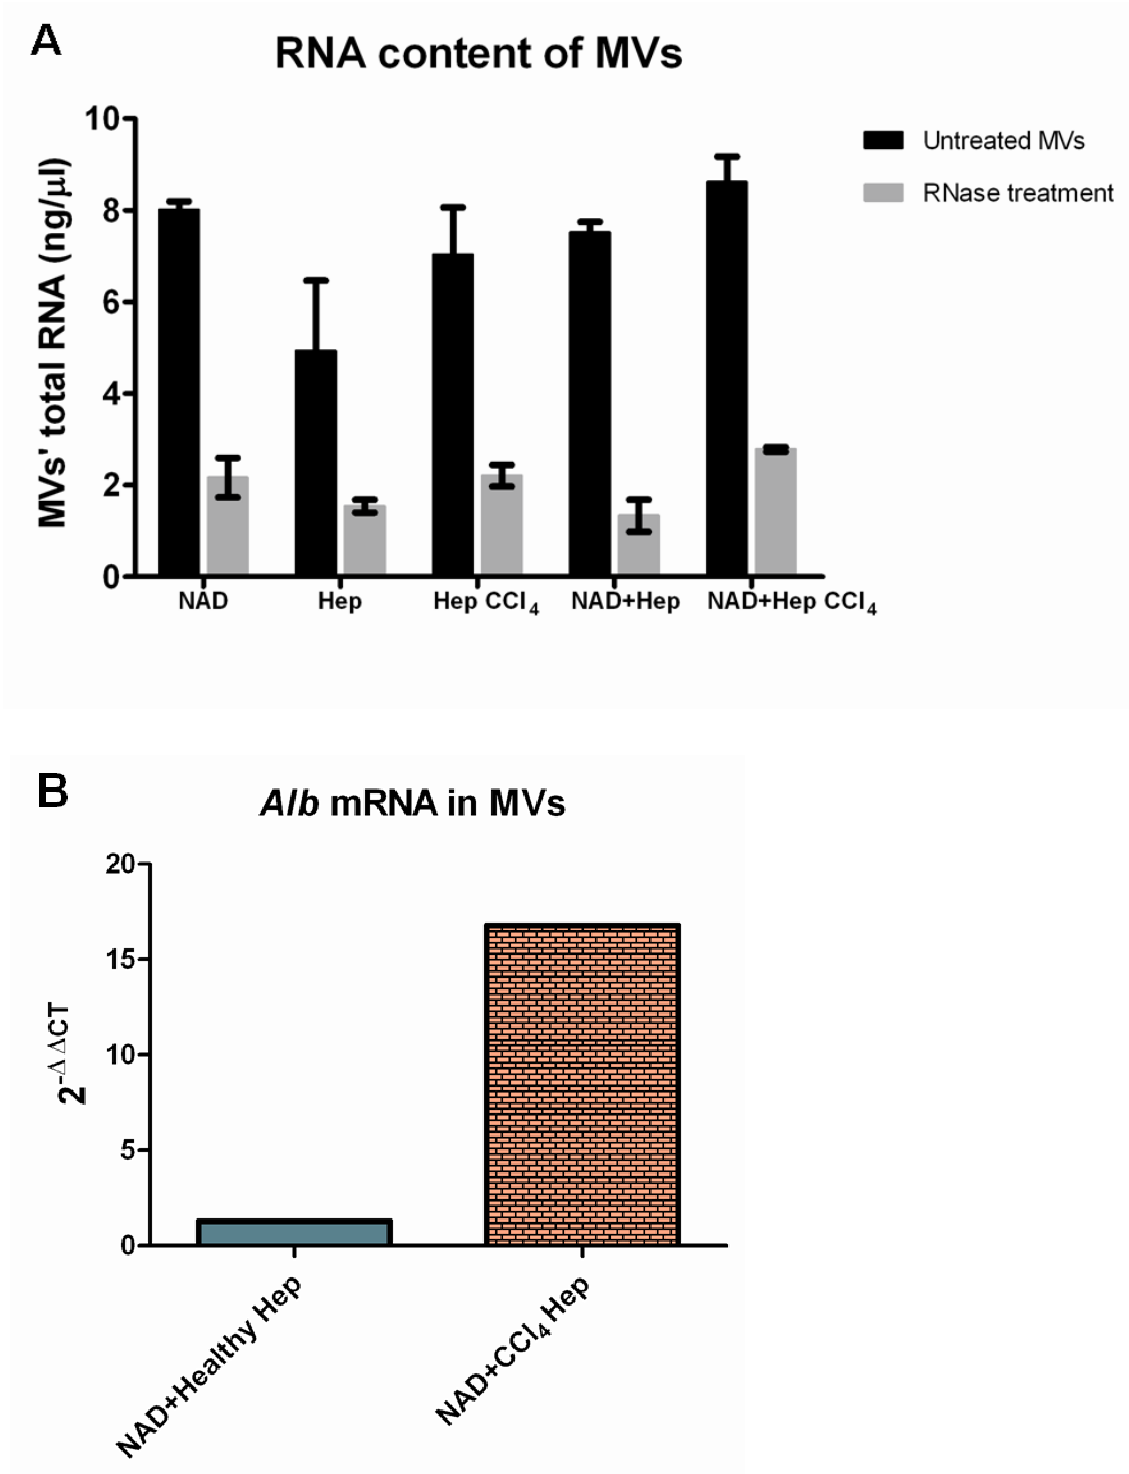 A
RNA content of MVs
MVs' total RNA (ng/µl)
10
8
6
4
2
0
NAD
Hep
Hep CCl4
NAD+Hep
NAD+Hep CCl4
Untreated MVs
RNase treatment
B
Alb mRNA in MVs
2-Δ ΔCT
20
15
10
5
0
NAD+Healthy Hep
NAD+CCl4 Hep